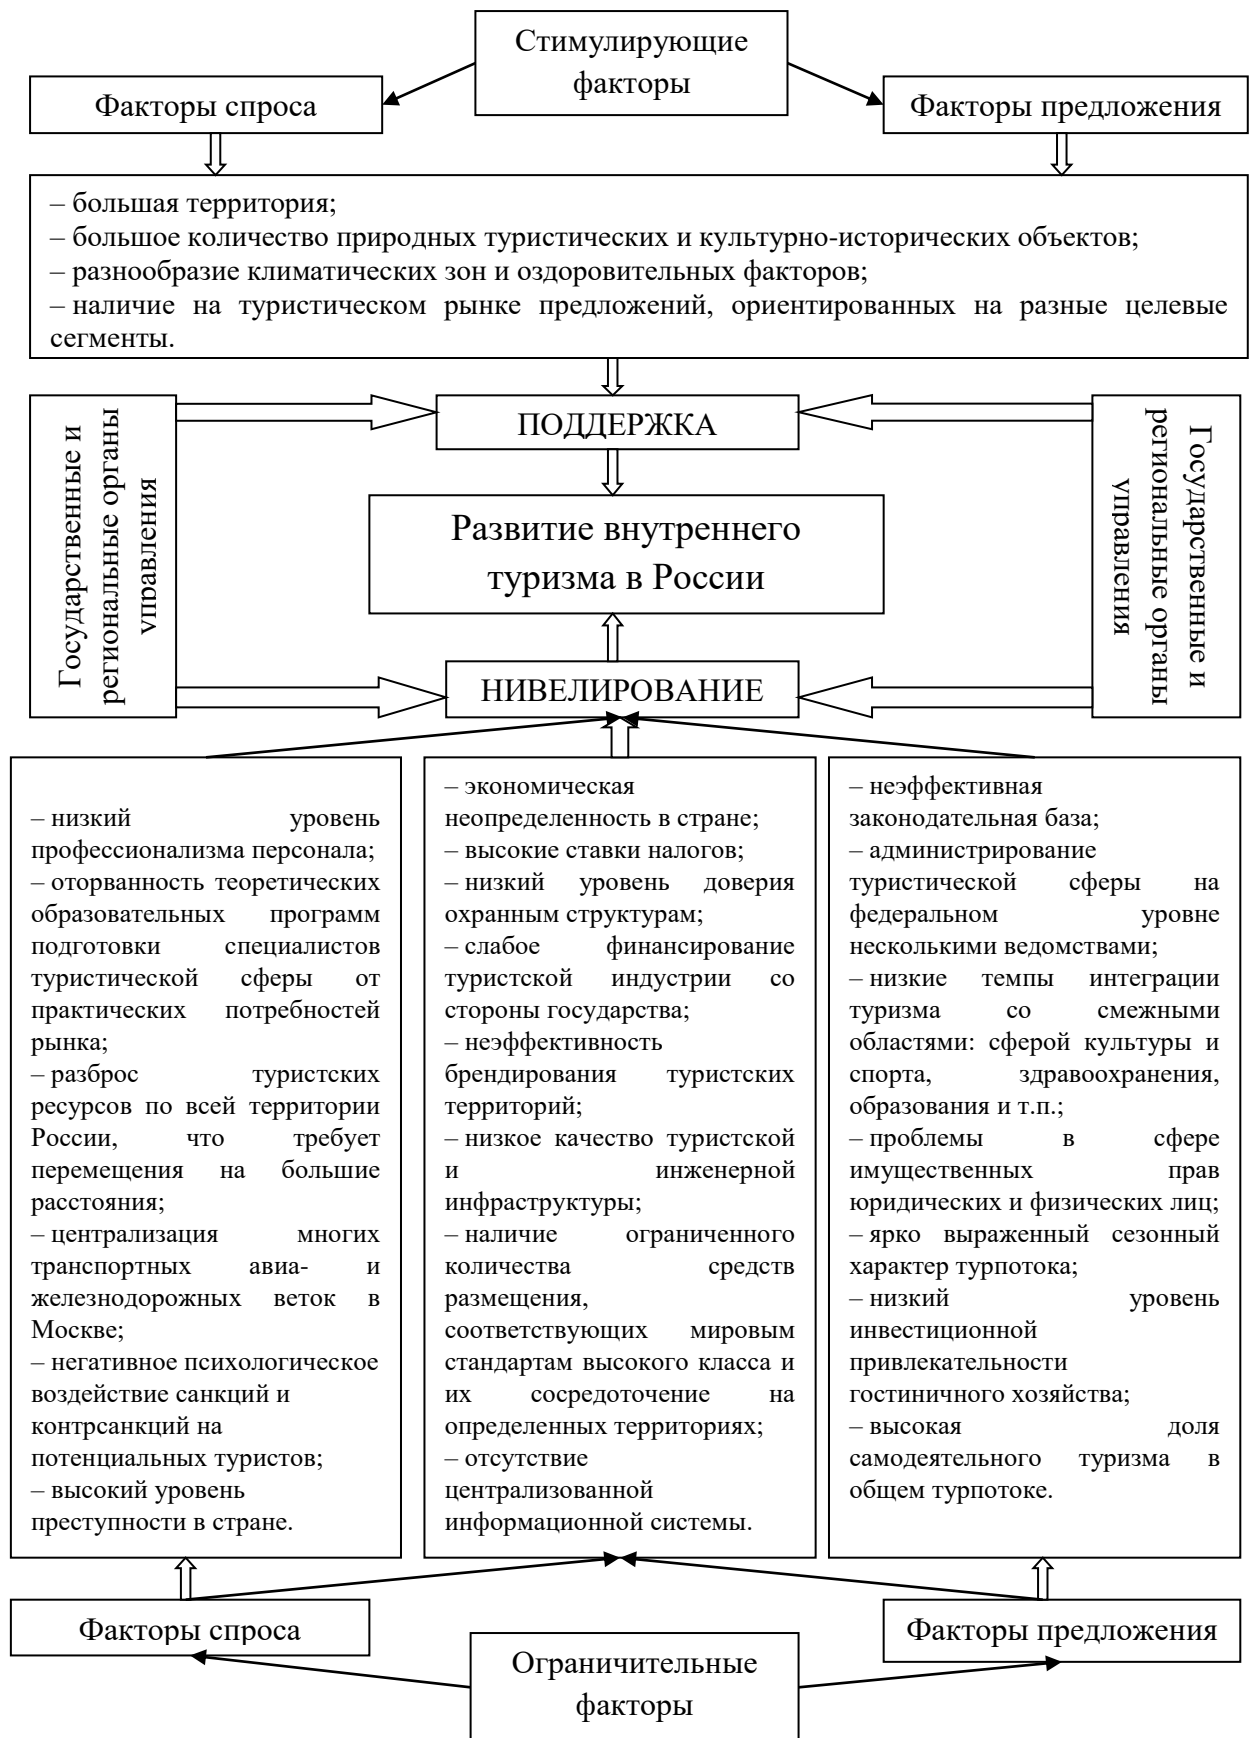 Стимулирующие
факторы
Факторы спроса
Факторы предложения
– большая территория;
– большое количество природных туристических и культурно-исторических объектов;
– разнообразие климатических зон и оздоровительных факторов;
– наличие на туристическом рынке предложений, ориентированных на разные целевые
сегменты.
Государственные и
региональные органы
управления
ПОДДЕРЖКА
Государственные и
региональные органы
управления
Развитие внутреннего
туризма в России
НИВЕЛИРОВАНИЕ
– низкий уровень
профессионализма персонала;
– оторванность теоретических
образовательных программ
подготовки специалистов
туристической сферы от
практических потребностей
рынка;
– разброс туристских
ресурсов по всей территории
России, что требует
перемещения на большие
расстояния;
– централизация многих
транспортных авиа- и
железнодорожных веток в
Москве;
– негативное психологическое
воздействие санкций и
контрсанкций на
потенциальных туристов;
– высокий уровень
преступности в стране.
– экономическая
неопределенность в стране;
– высокие ставки налогов;
– низкий уровень доверия
охранным структурам;
– слабое финансирование
туристской индустрии со
стороны государства;
– неэффективность
брендирования туристских
территорий;
– низкое качество туристской
и инженерной
инфраструктуры;
– наличие ограниченного
количества средств
размещения,
соответствующих мировым
стандартам высокого класса и
их сосредоточение на
определенных территориях;
– отсутствие
централизованной
информационной системы.
– неэффективная
законодательная база;
– администрирование
туристической сферы на
федеральном уровне
несколькими ведомствами;
– низкие темпы интеграции
туризма со смежными
областями: сферой культуры и
спорта, здравоохранения,
образования и т.п.;
– проблемы в сфере
имущественных прав
юридических и физических лиц;
– ярко выраженный сезонный
характер турпотока;
– низкий уровень
инвестиционной
привлекательности
гостиничного хозяйства;
– высокая доля
самодеятельного туризма в
общем турпотоке.
Факторы спроса
Факторы предложения
Ограничительные
факторы